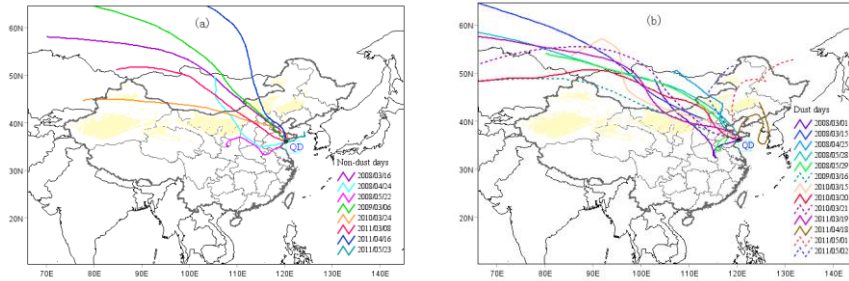 (a)
60N
50N
40N
30N
20N
QD
Non-dust days
2008/03/16
2008/04/24
2008/05/22
2009/03/06
2010/03/24
2011/03/08
2011/04/16
2011/05/23
70E
80E
90E
100E
110E
120E
130E
140E
(b)
60N
50N
40N
30N
20N
QD
Dust days
2008/03/01
2008/03/15
2008/04/25
2008/05/28
2008/05/29
2009/03/16
2010/03/15
2010/03/20
2010/03/21
2011/03/19
2011/04/18
2011/05/01
2011/05/02
70E
80E
90E
100E
110E
120E
130E
140E